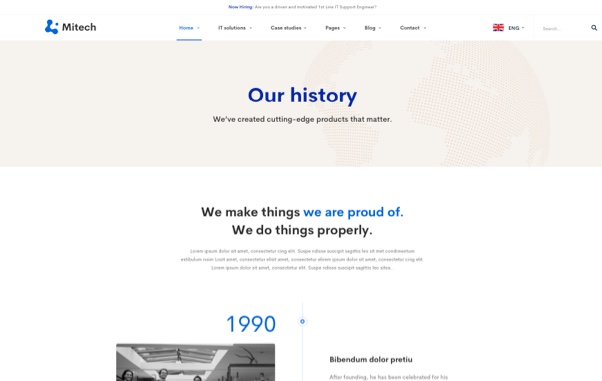 Now Hiring: Are you a driven and motivated 1st Line IT Support Engineer?
Mitech
Home IT solutions Case studies Pages Blog Contact ENG Search
Our history
We've created cutting-edge products that matter.
We make things we are proud of.
We do things properly.
Lorem ipsum dolor sit amet, consectetur cing elit. Suspe ndisse suscipit sagittis leo sit met condimentum
estibulum issim Losit amet, consectetur elisit amet, consectetur elinm ipsum dolor sit amet, consectetur cing elit
Lorem ipsum dolor sit amet, consectetur elit. Suspe ndisse suscipit sagittis leo sitea.
1990
Bibendum dolor pretiu
After founding, he has been celebrated for his